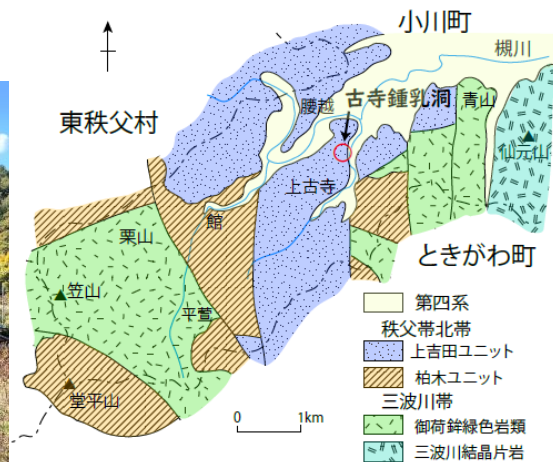 小川町
槻川
古寺鍾乳洞
青山
腰越
東秩父村
仙元山
上古寺
館
栗山
ときがわ町
笠山
平萱
第四系
秩父帯北帯
上吉田ユニット
柏木ユニット
三波川帯
御荷鉾緑色岩類
三波川結晶片岩
堂平山
0 1km